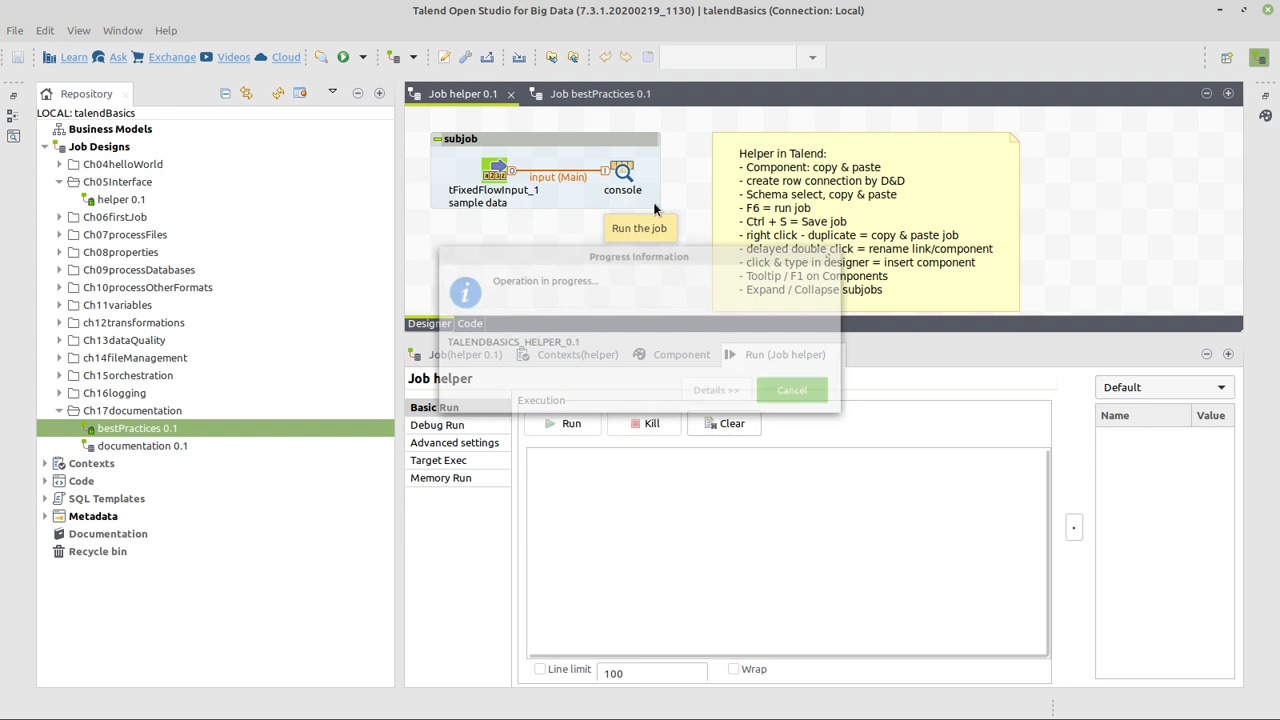 Talend Open Studio for Big Data (7.3.1.20200219_1130) | talendBasics (Connection: Local)
File Edit View Window Help
Learn Ask Exchange Videos Cloud
Repository
LOCAL: talendBasics
Business Models
Job Designs
Ch04helloWorld
Ch05Interface
helper 0.1
Ch06firstJob
Ch07processFiles
Ch08properties
Ch09processDatabases
Ch10processOtherFormats
Ch11variables
ch12transformations
Ch13dataQuality
ch14fileManagement
Ch15orchestration
Ch16logging
Ch17documentation
bestPractices 0.1
documentation 0.1
Contexts
Code
SQL Templates
Metadata
Documentation
Recycle bin
Job helper 0.1
Job bestPractices 0.1
subjob
input (Main)
tFixedFlowInput_1
sample data
console
Run the job
Helper in Talend:
- Component: copy & paste
- create row connection by D&D
- Schema select, copy & paste
- F6 = run job
- Ctrl + S = Save job
- right click - duplicate = copy & paste job
- delayed double click = rename link/component
- click & type in designer = insert component
- Tooltip / F1 on Components
- Expand / Collapse subjobs
Progress Information
Operation in progress...
TALENDBASICS_HELPER_0.1
Details >>
Cancel
Designer Code
Job(helper 0.1) Contexts(helper) Component Run (Job helper)
Job helper
Basic Run
Debug Run
Advanced settings
Target Exec
Memory Run
Execution
Run Kill Clear
Line limit 100 Wrap
Default
Name Value